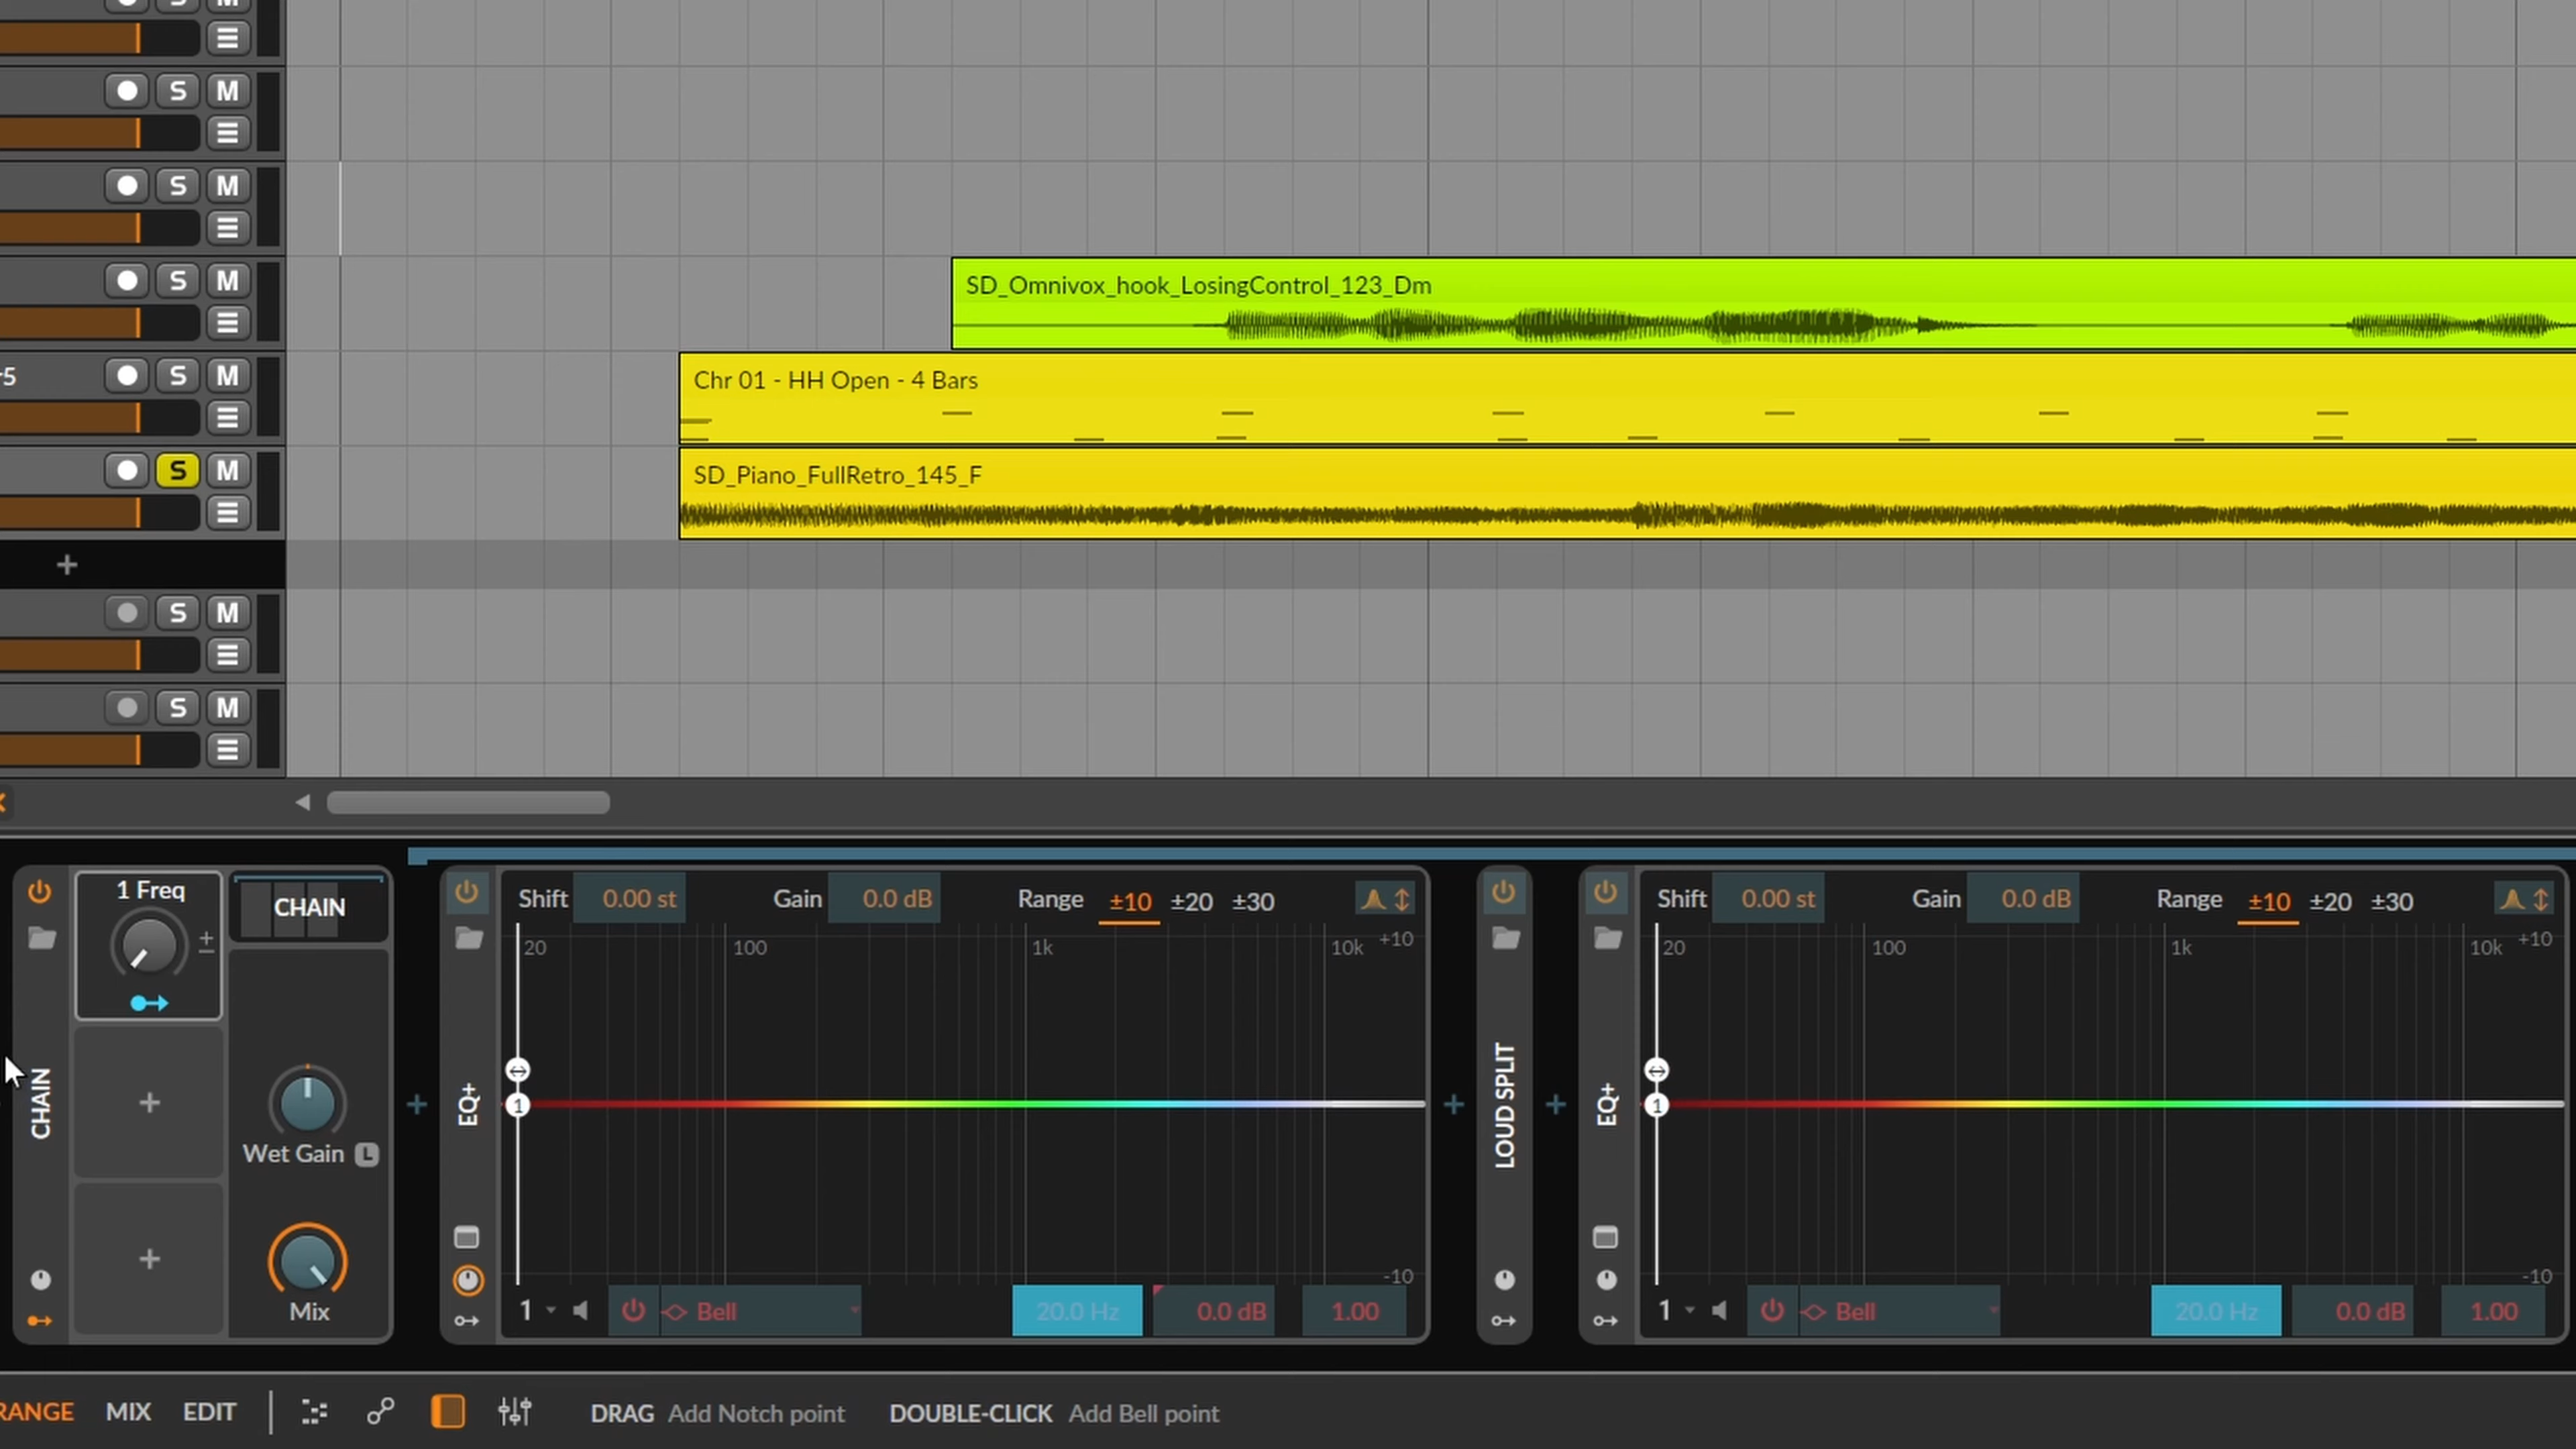 S M
S M
S M
SD_Omnivox_hook_LosingControl_123_Dm
S M
r5 S M
Chr 01 - HH Open - 4 Bars
S M
SD_Piano_FullRetro_145_F
+
S M
S M
1 Freq
CHAIN
Shift 0.00 st Gain 0.0 dB Range ±10 ±20 ±30
20 100 1k 10k +10
1
-10
1 Bell 20.0 Hz 0.0 dB 1.00
CHAIN
Wet Gain L
Mix
EQ+
LOUD SPLIT
EQ+
Shift 0.00 st Gain 0.0 dB Range ±10 ±20 ±30
20 100 1k 10k +10
1
-10
1 Bell 20.0 Hz 0.0 dB 1.00
RANGE MIX EDIT DRAG Add Notch point DOUBLE-CLICK Add Bell point